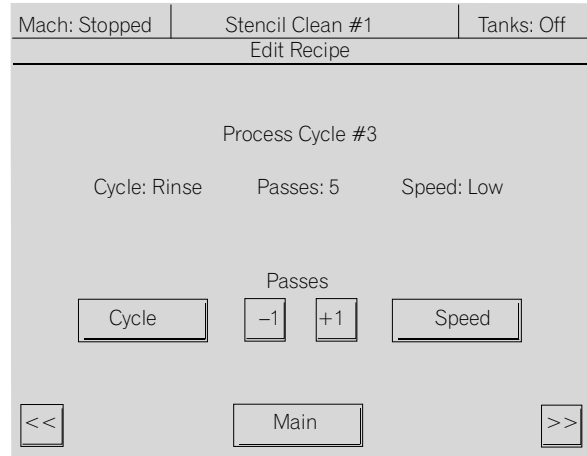 Mach: Stopped Stencil Clean #1 Tanks: Off
Edit Recipe
Process Cycle #3
Cycle: Rinse Passes: 5 Speed: Low
Passes
Cycle –1 +1 Speed
<< Main >>